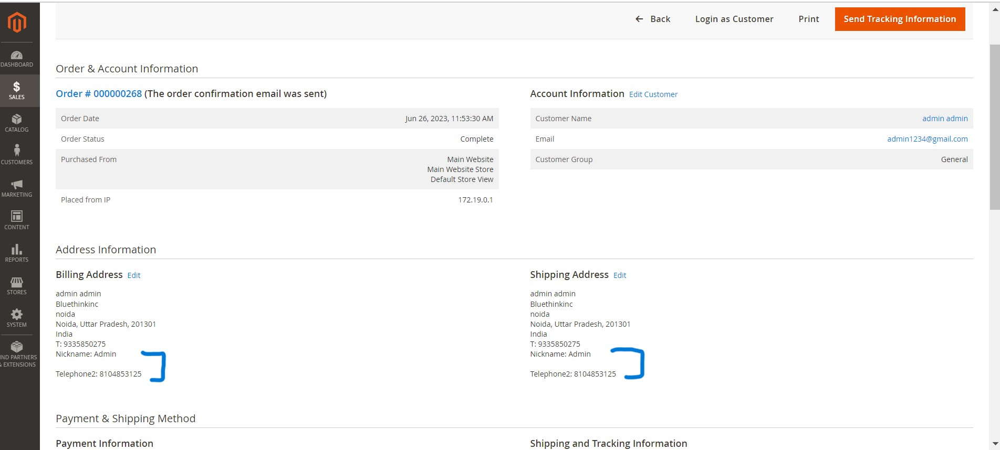 Back
Login as Customer
Print
Send Tracking Information
DASHBOARD
SALES
CATALOG
CUSTOMERS
MARKETING
CONTENT
REPORTS
STORES
SYSTEM
IND PARTNERS
& EXTENSIONS
Order & Account Information
Order # 000000268 (The order confirmation email was sent)
Order Date Jun 26, 2023, 11:53:30 AM
Order Status Complete
Purchased From Main Website
Main Website Store
Default Store View
Placed from IP 172.19.0.1
Account Information Edit Customer
Customer Name admin admin
Email admin1234@gmail.com
Customer Group General
Address Information
Billing Address Edit
admin admin
Bluethinkinc
noida
Noida, Uttar Pradesh, 201301
India
T: 9335850275
Nickname: Admin
Telephone2: 8104853125
Shipping Address Edit
admin admin
Bluethinkinc
noida
Noida, Uttar Pradesh, 201301
India
T: 9335850275
Nickname: Admin
Telephone2: 8104853125
Payment & Shipping Method
Payment Information
Shipping and Tracking Information